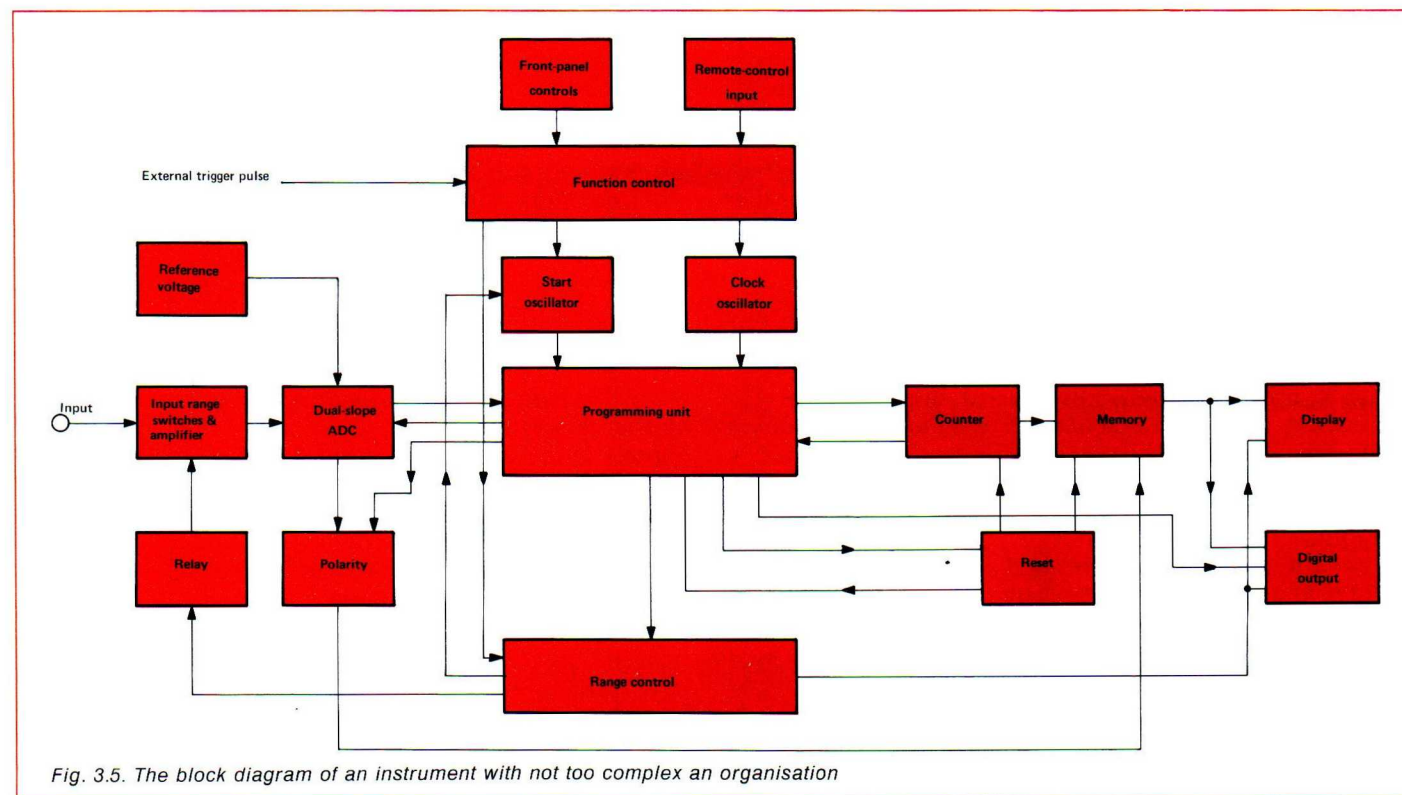 Front-panel
controls
Remote-control
input
External trigger pulse
Function control
Reference
voltage
Start
oscillator
Clock
oscillator
Input
Input range
switches &
amplifier
Dual-slope
ADC
Programming unit
Counter
Memory
Display
Relay
Polarity
Reset
Digital
output
Range control
Fig. 3.5. The block diagram of an instrument with not too complex an organisation